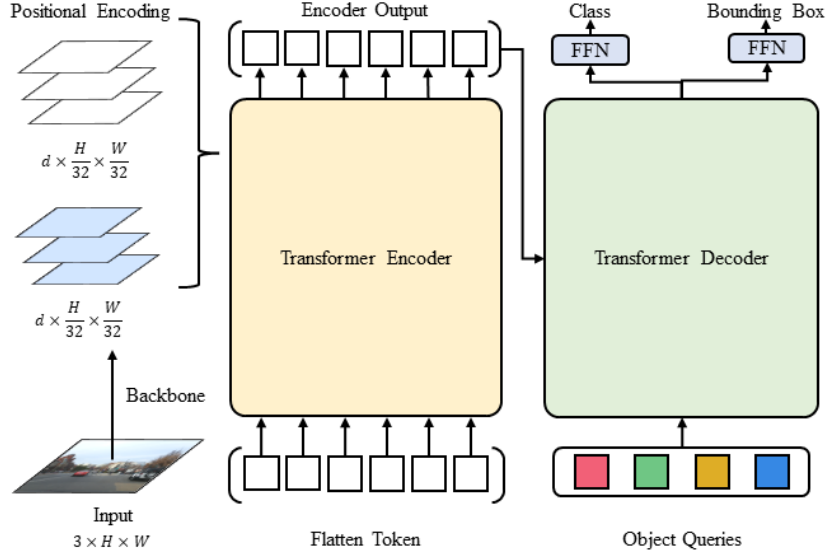 Positional Encoding
d × H/32 × W/32
d × H/32 × W/32
Backbone
Input
3 × H × W
Encoder Output
Transformer Encoder
Flatten Token
Class
Bounding Box
FFN
FFN
Transformer Decoder
Object Queries